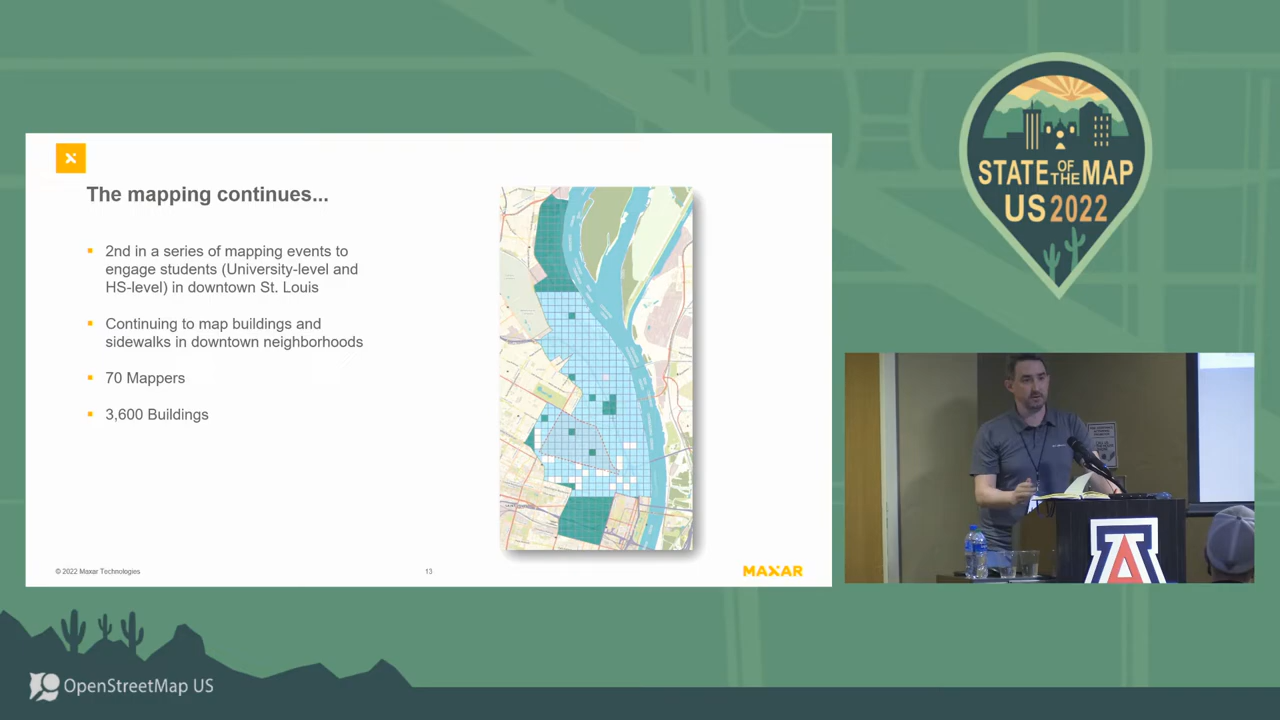 The mapping continues...
2nd in a series of mapping events to
engage students (University-level and
HS-level) in downtown St. Louis
Continuing to map buildings and
sidewalks in downtown neighborhoods
70 Mappers
3,600 Buildings
© 2022 Maxar Technologies
13
MAXAR
STATE OF THE MAP
US 2022
A
OpenStreetMap US